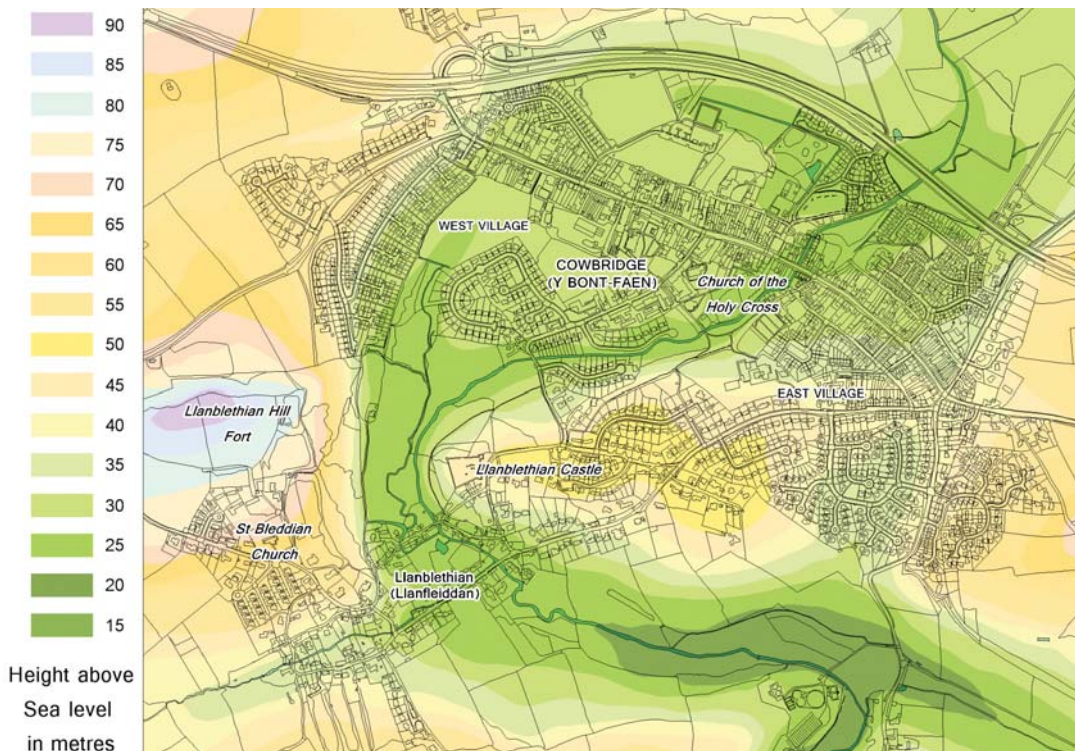 90
85
80
75
70
65
60
55
50
45
40
35
30
25
20
15
Height above
Sea level
in metres
WEST VILLAGE
COWBRIDGE
(Y BONT-FAEN)
Church of the
Holy Cross
EAST VILLAGE
Llanblethian Hill
Fort
Llanblethian Castle
St Bleddian
Church
Llanblethian
(Llanfleiddan)